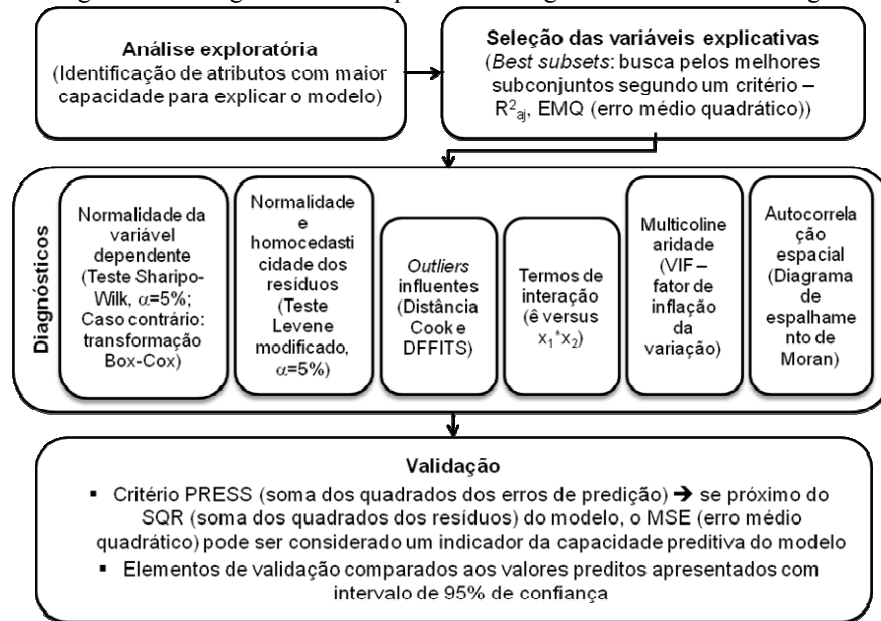 Análise exploratória
(Identificação de atributos com maior
capacidade para explicar o modelo)
Seleção das variáveis explicativas
(Best subsets: busca pelos melhores
subconjuntos segundo um critério –
R²aj, EMQ (erro médio quadrático))
Diagnósticos
Normalidade da
variável
dependente
(Teste Sharipo-
Wilk, α=5%;
Caso contrário:
transformação
Box-Cox)
Normalidade
e
homocedasti
cidade dos
resíduos
(Teste
Levene
modificado,
α=5%)
Outliers
influentes
(Distância
Cook e
DFFITS)
Termos de
interação
(ê versus
x₁*x₂)
Multicoline
aridade
(VIF –
fator de
inflação
da
variação)
Autocorrela
ção
espacial
(Diagrama
de
espalhame
nto de
Moran)
Validação
▪ Critério PRESS (soma dos quadrados dos erros de predição) → se próximo do
SQR (soma dos quadrados dos resíduos) do modelo, o MSE (erro médio
quadrático) pode ser considerado um indicador da capacidade preditiva do modelo
▪ Elementos de validação comparados aos valores preditos apresentados com
intervalo de 95% de confiança